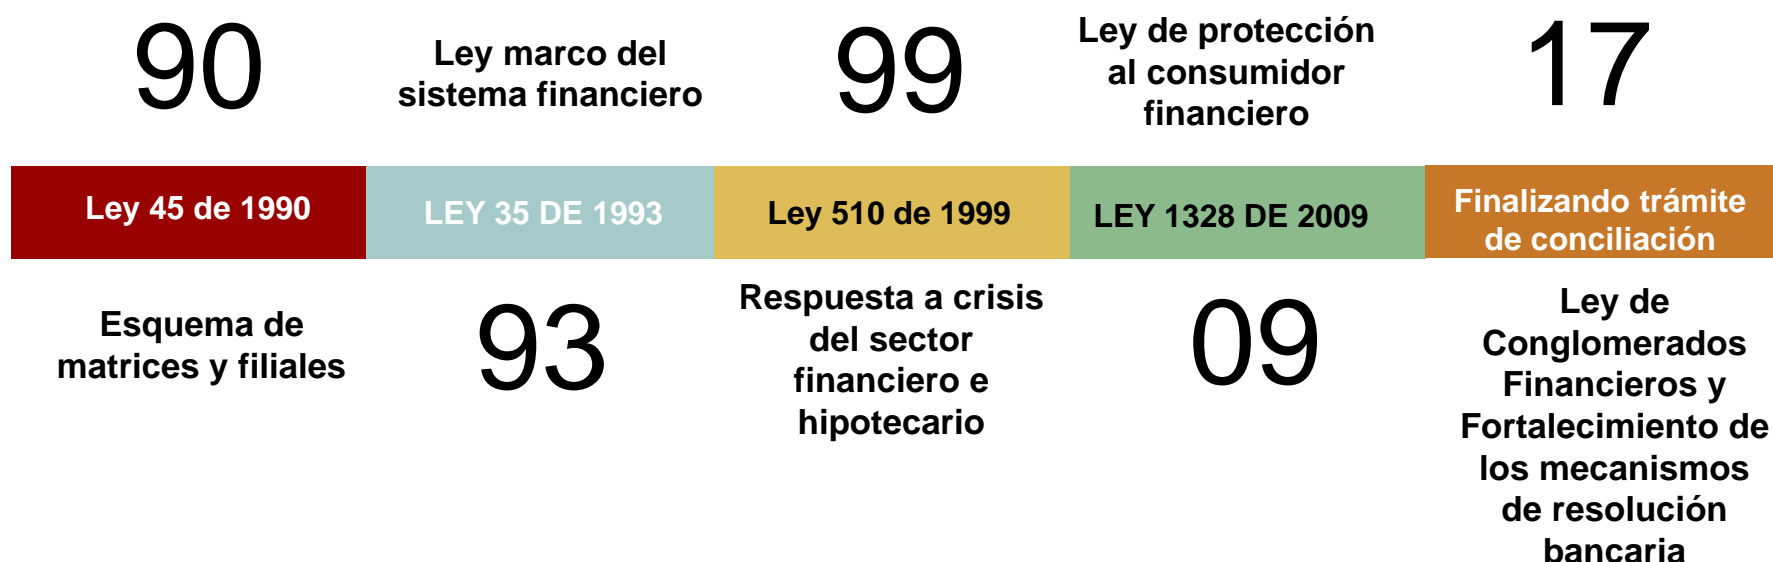 90
Ley marco del
sistema financiero
99
Ley de protección
al consumidor
financiero
17
Ley 45 de 1990
LEY 35 DE 1993
Ley 510 de 1999
LEY 1328 DE 2009
Finalizando trámite
de conciliación
Esquema de
matrices y filiales
93
Respuesta a crisis
del sector
financiero e
hipotecario
09
Ley de
Conglomerados
Financieros y
Fortalecimiento de
los mecanismos
de resolución
bancaria